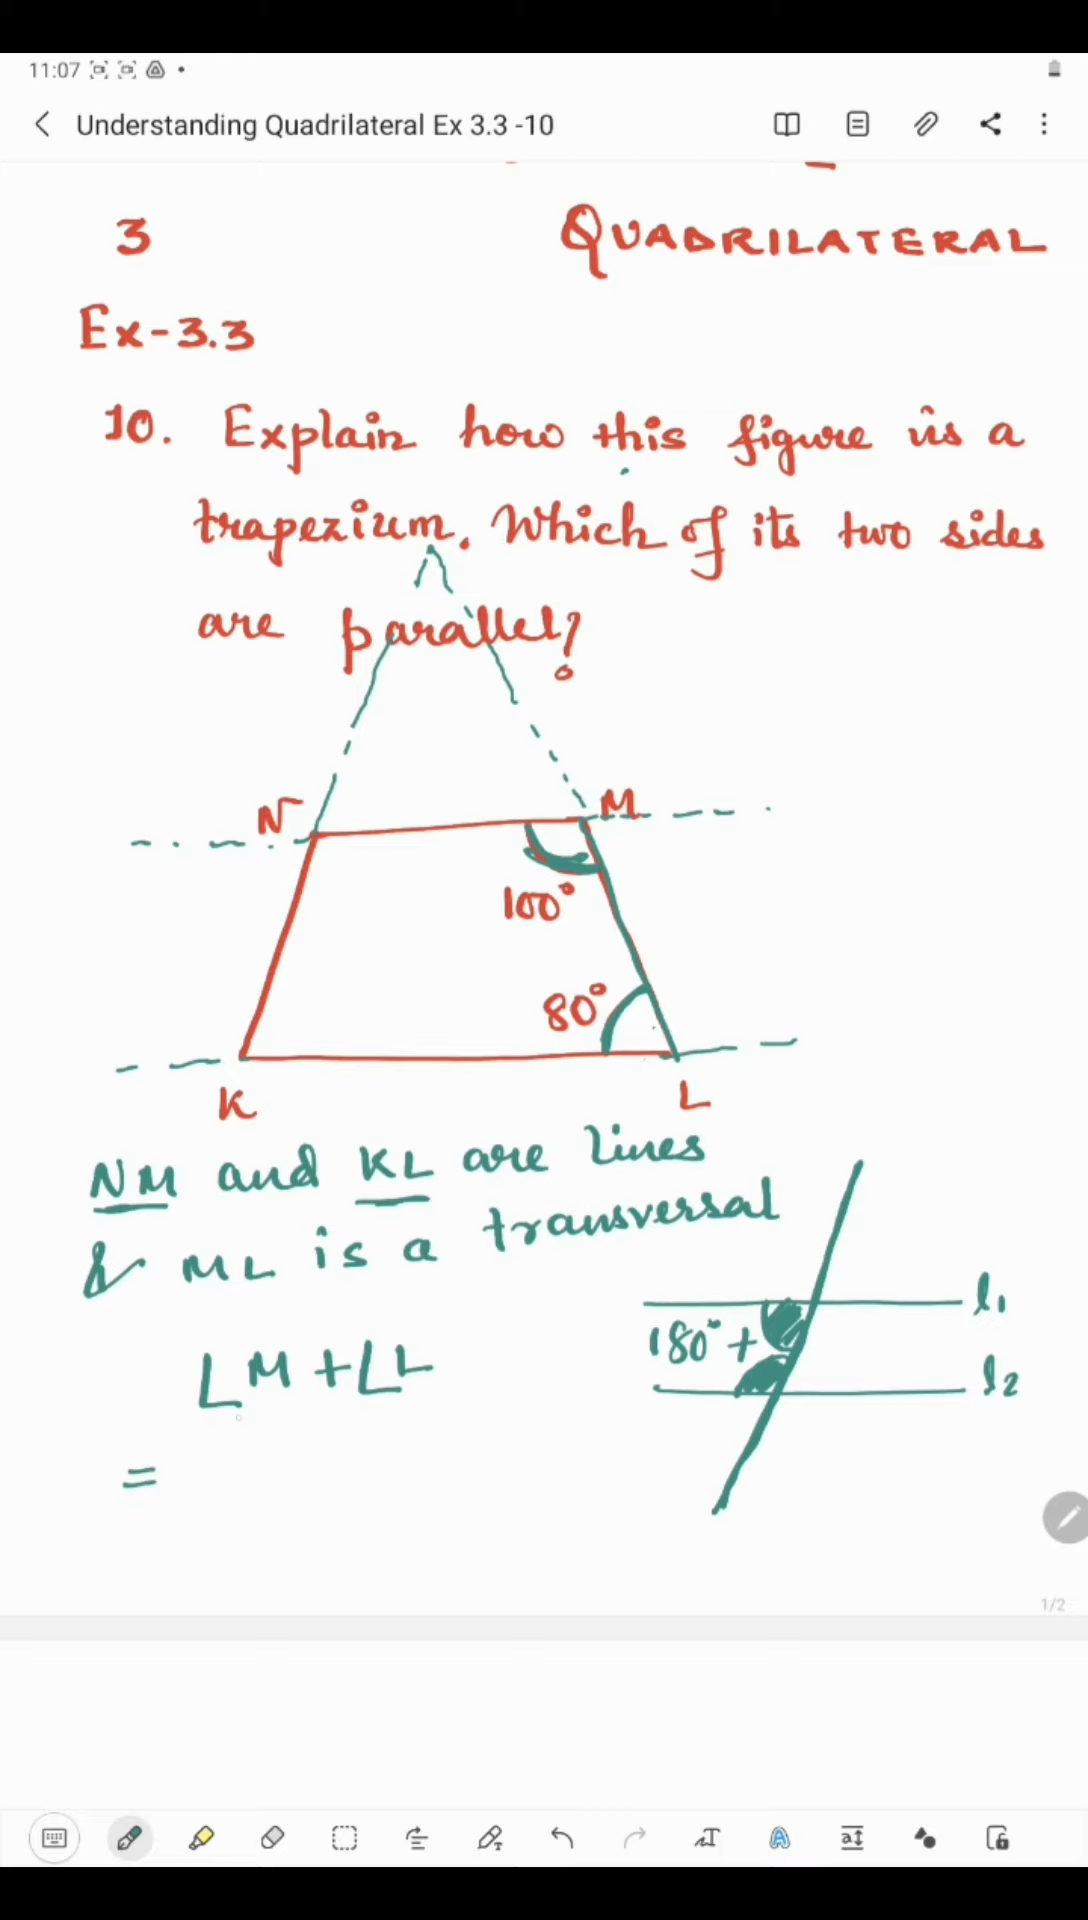 11:07
Understanding Quadrilateral Ex 3.3 -10
3 QUADRILATERAL
Ex-3.3
10. Explain how this figure is a
trapezium. Which of its two sides
are parallel?
N M
100°
80°
K L
NM and KL are lines
& ML is a transversal
l1
180° +
l2
∠M + ∠L
=
1/2